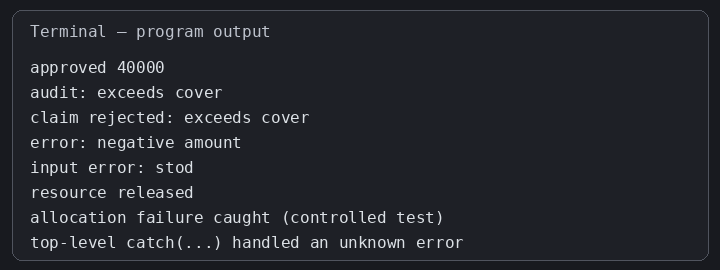 Terminal — program output
approved 40000
audit: exceeds cover
claim rejected: exceeds cover
error: negative amount
input error: stod
resource released
allocation failure caught (controlled test)
top-level catch(...) handled an unknown error